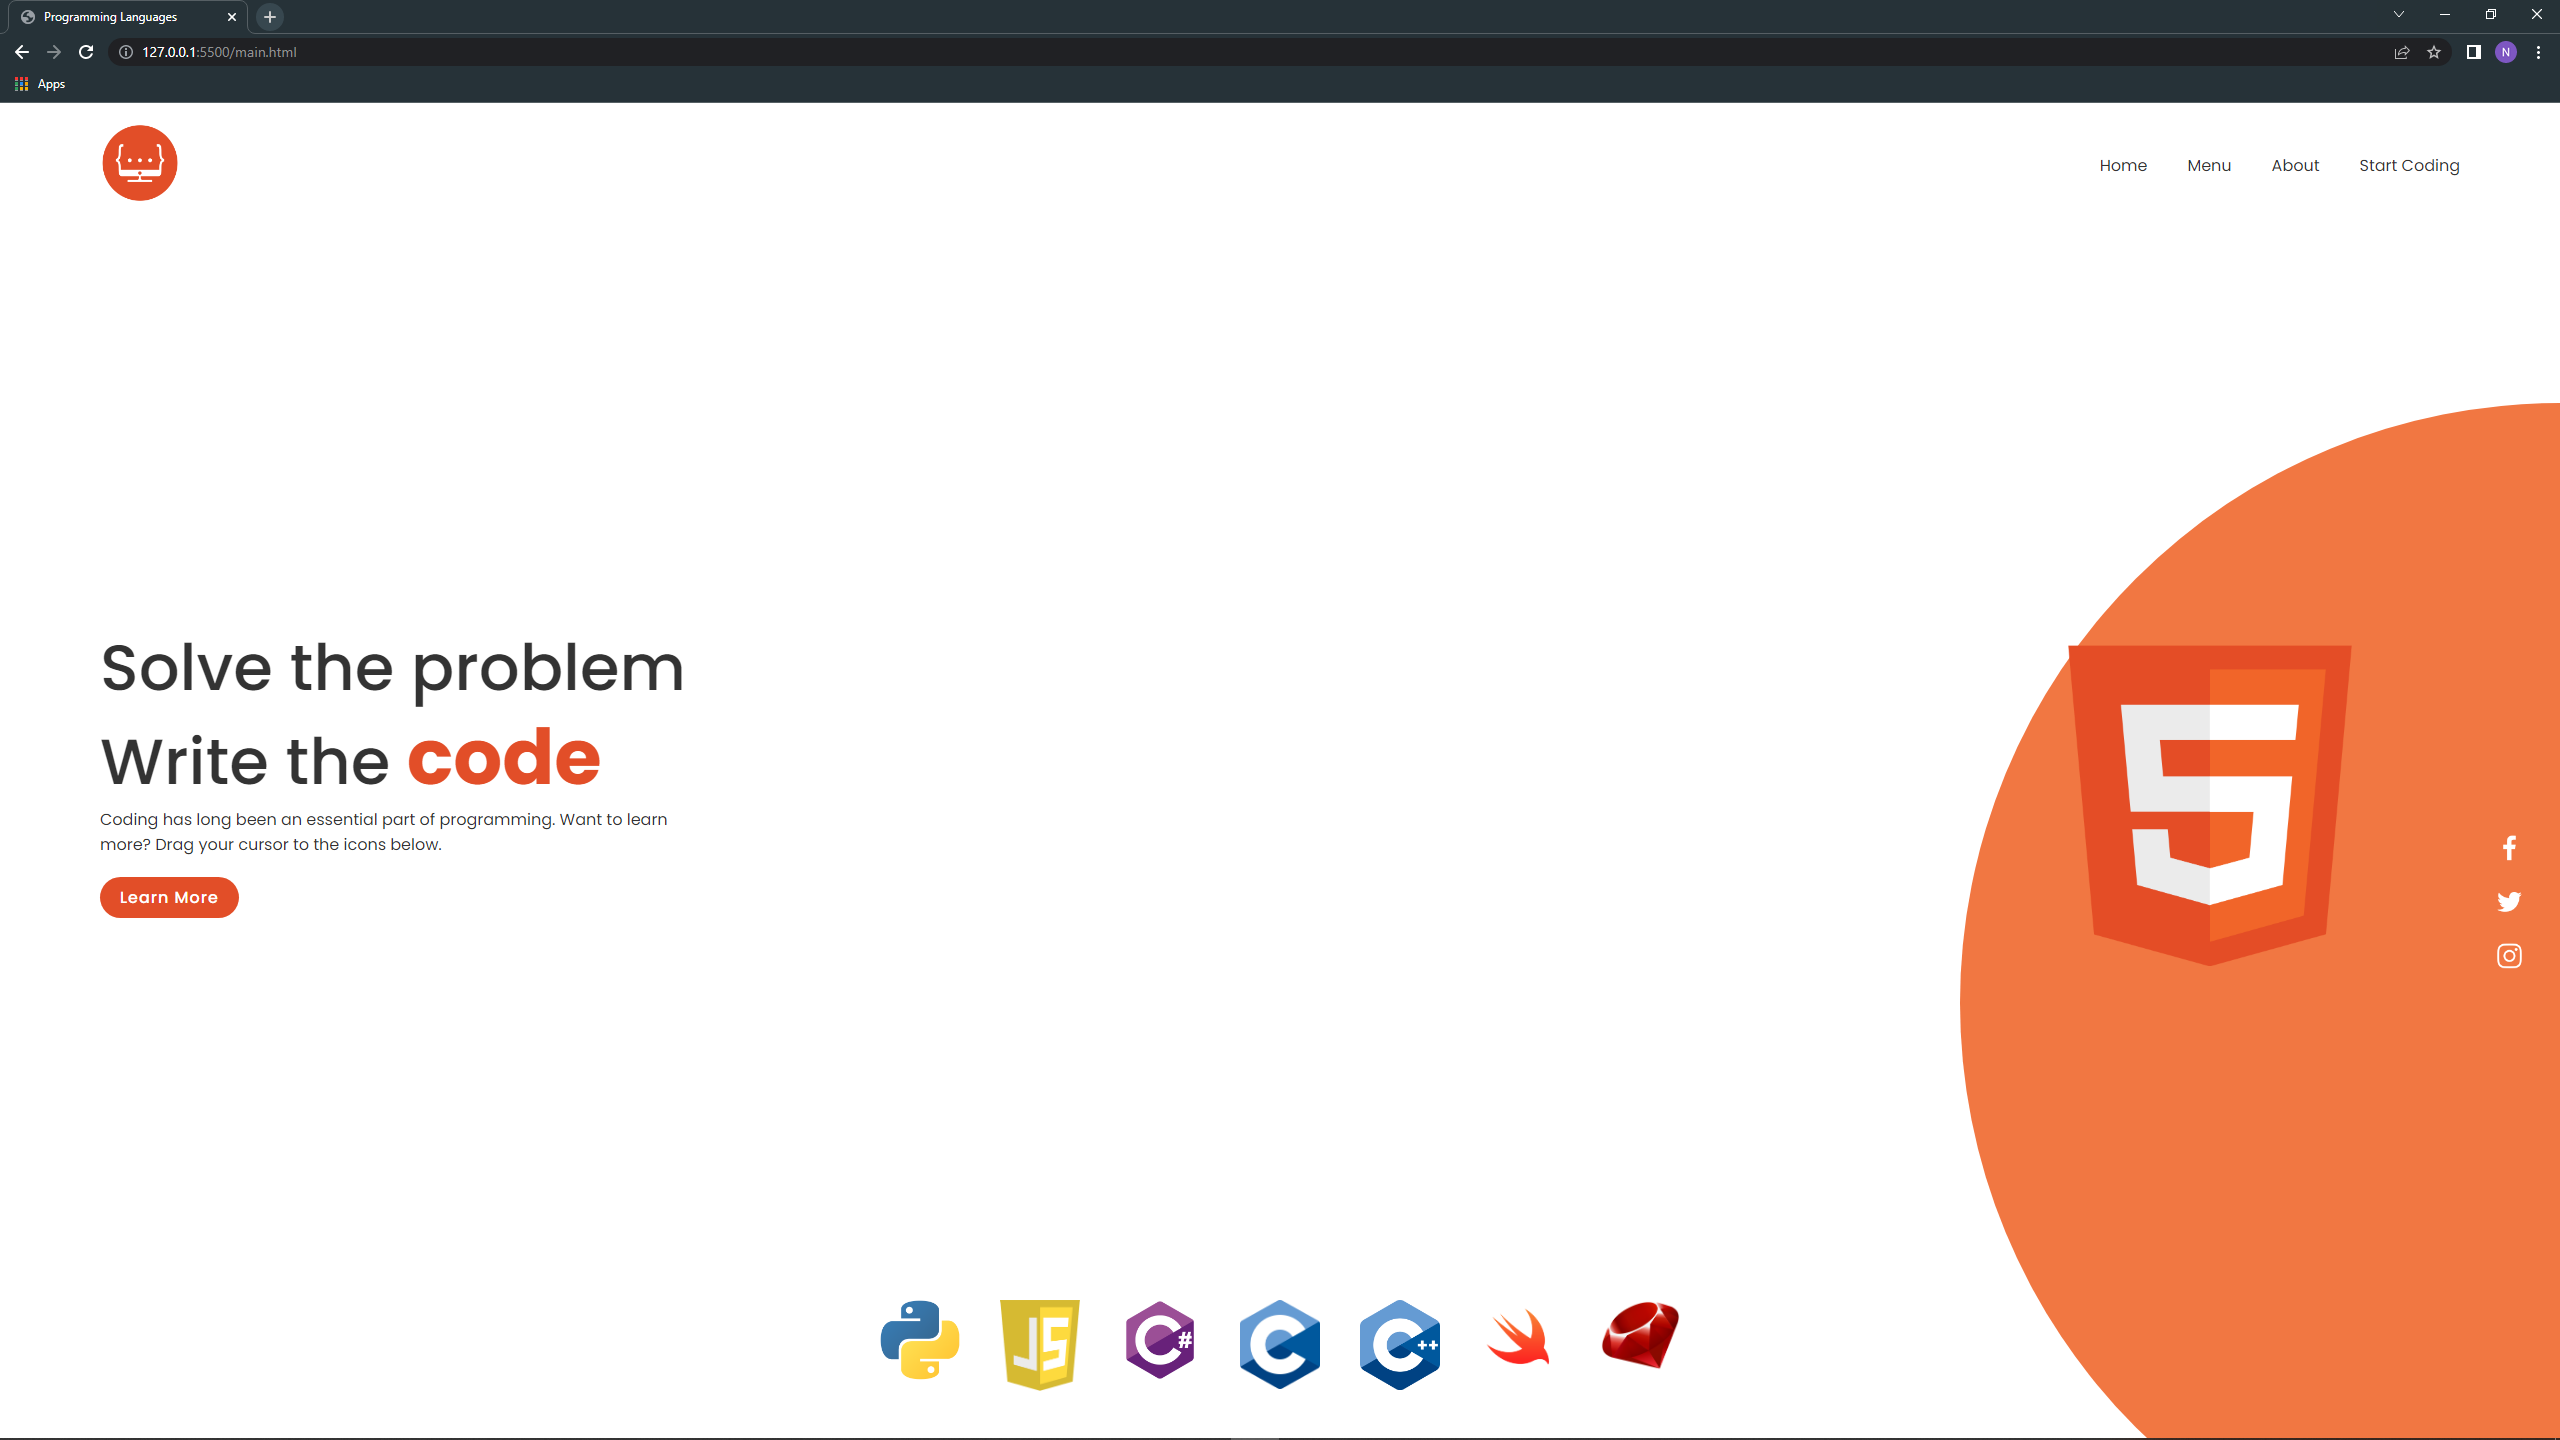 Programming Languages
127.0.0.1:5500/main.html
N
Apps
{...}
Home Menu About Start Coding
Solve the problem
Write the code
Coding has long been an essential part of programming. Want to learn
more? Drag your cursor to the icons below.
Learn More
5
JS C# C C++